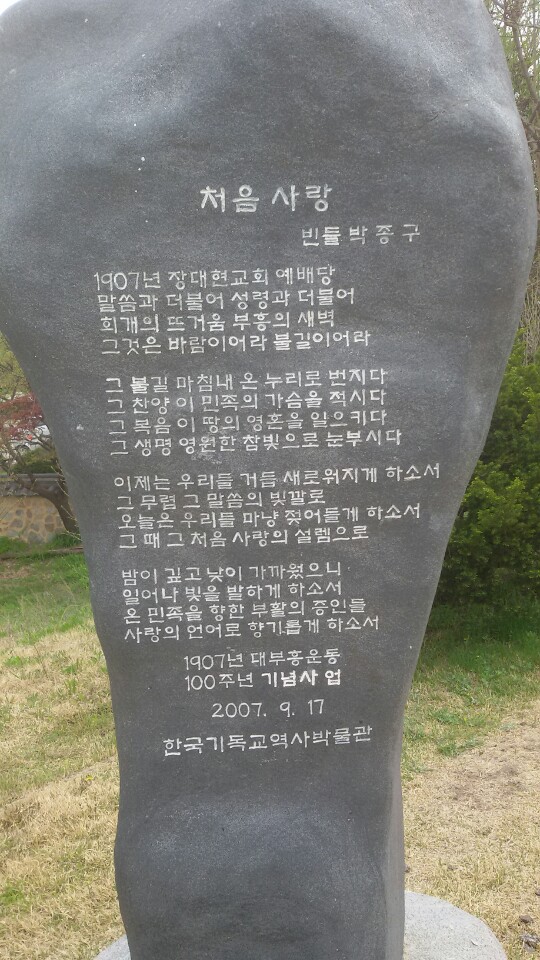 처음 사랑
빈들 박종구
1907년 장대현교회 예배당
말씀과 더불어 성령과 더불어
회개의 뜨거움 부흥의 새벽
그것은 바람이어라 불길이어라
그 불길 마침내 온 누리로 번지다
그 찬양 이 민족의 가슴을 적시다
그 복음 이 땅의 영혼을 일으키다
그 생명 영원한 참빛으로 눈부시다
이제는 우리들 거듭 새로워지게 하소서
그 무렵 그 말씀의 빛깔로
오늘은 우리들 마냥 젖어들게 하소서
그 때 그 처음 사랑의 설렘으로
밤이 깊고 낮이 가까웠으니
일어나 빛을 발하게 하소서
온 민족을 향한 부활의 증인들
사랑의 언어로 향기롭게 하소서
1907년 대부흥운동
100주년 기념사업
2007. 9. 17
한국기독교역사박물관